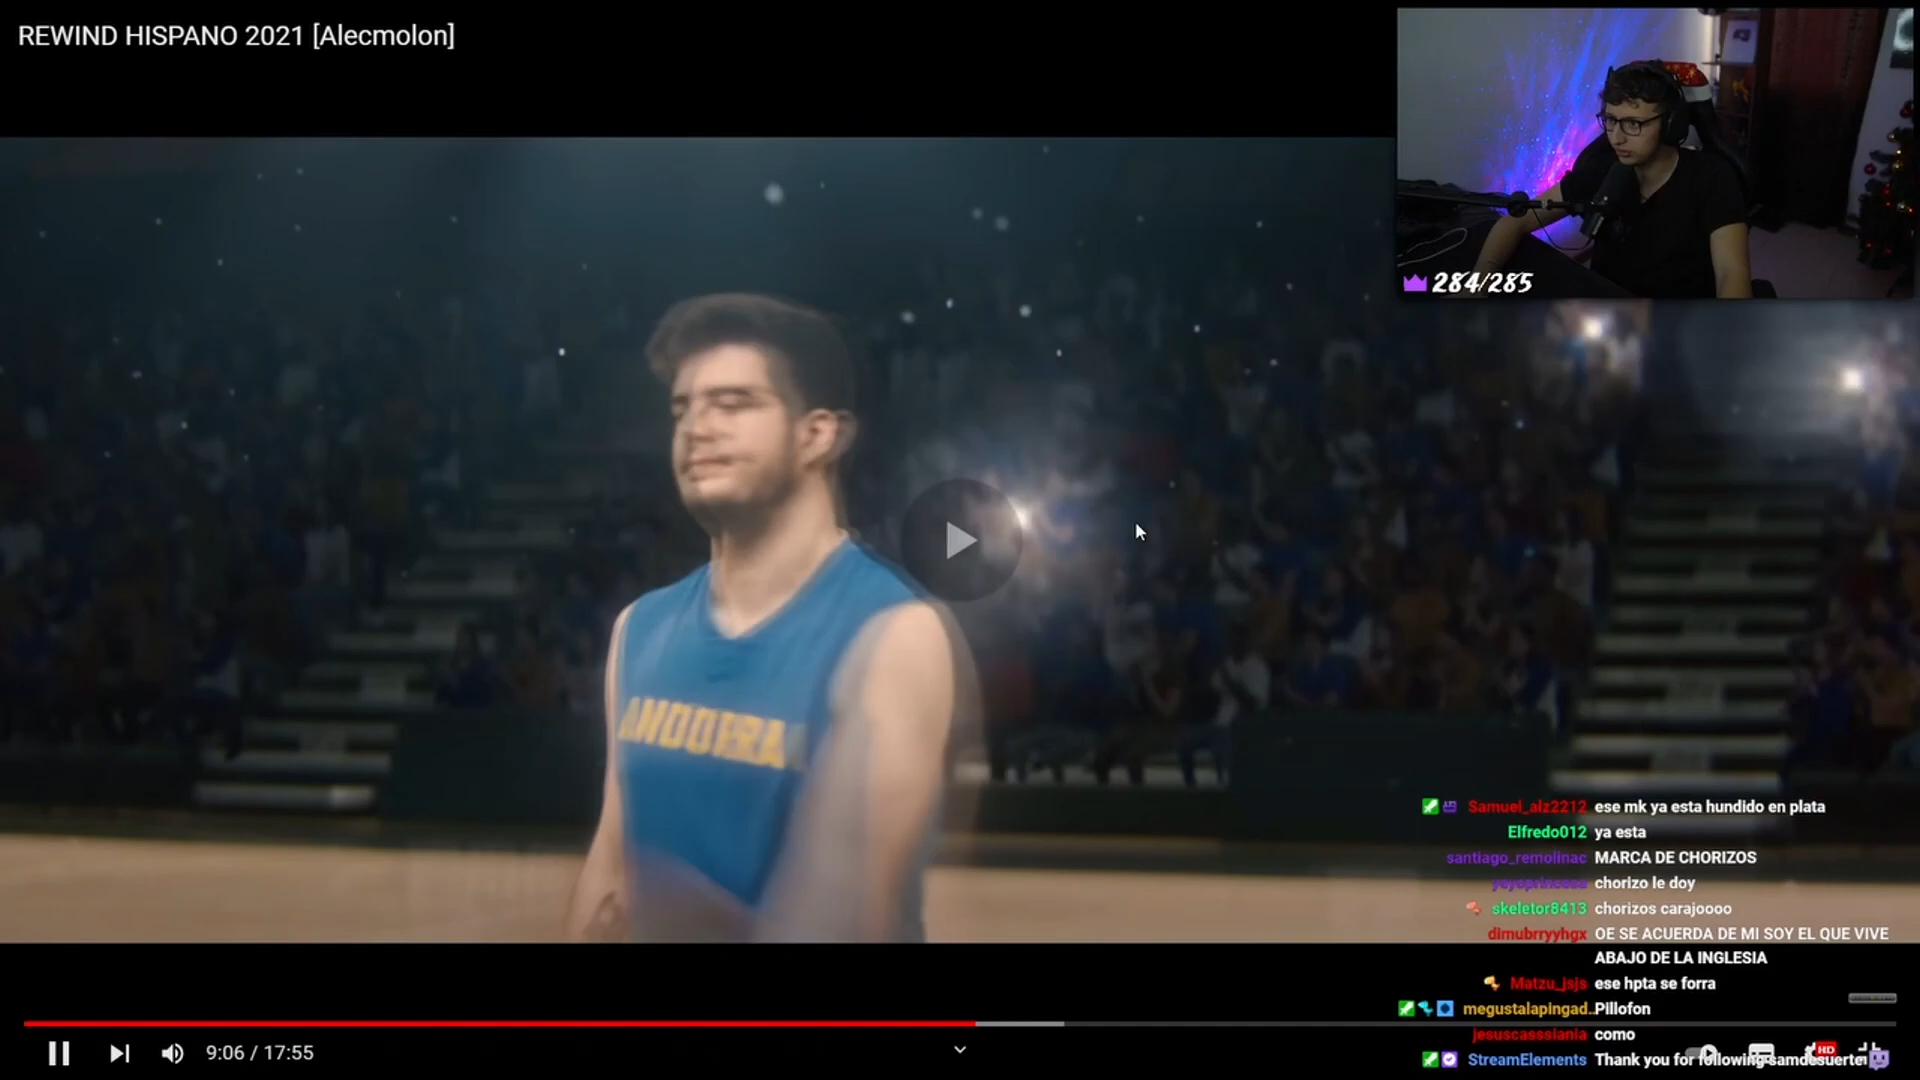 REWIND HISPANO 2021 [Alecmolon]
284/285
ANDORRA
Samuel_alz2212 ese mk ya esta hundido en plata
Elfredo012 ya esta
santiago_remolinac MARCA DE CHORIZOS
chorizo le doy
skeletor8413 chorizos carajoooo
dimubrryyhgx OE SE ACUERDA DE MI SOY EL QUE VIVE
ABAJO DE LA INGLESIA
Matzu_jsjs ese hpta se forra
megustalapingad.. Pillofon
jesuscasssiania como
StreamElements Thank you for following samdesuerte
9:06 / 17:55
HD